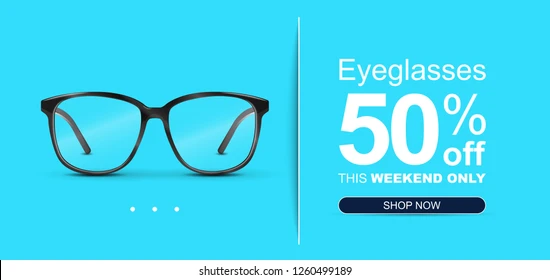 Eyeglasses
50%
off
THIS WEEKEND ONLY
SHOP NOW
shutterstock.com · 1260499189